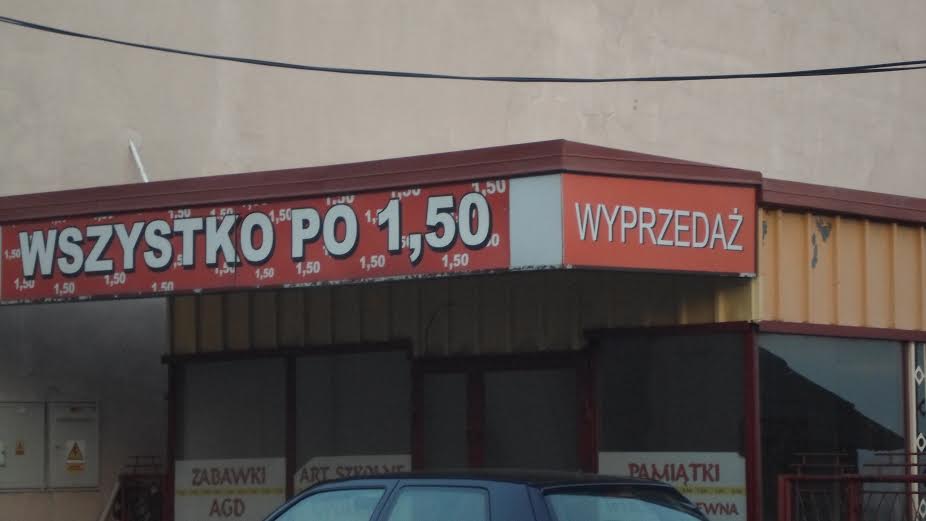 WSZYSTKO PO 1,50
WYPRZEDAŻ
ZABAWKI
AGD
ART SZKOLNE
PAMIĄTKI